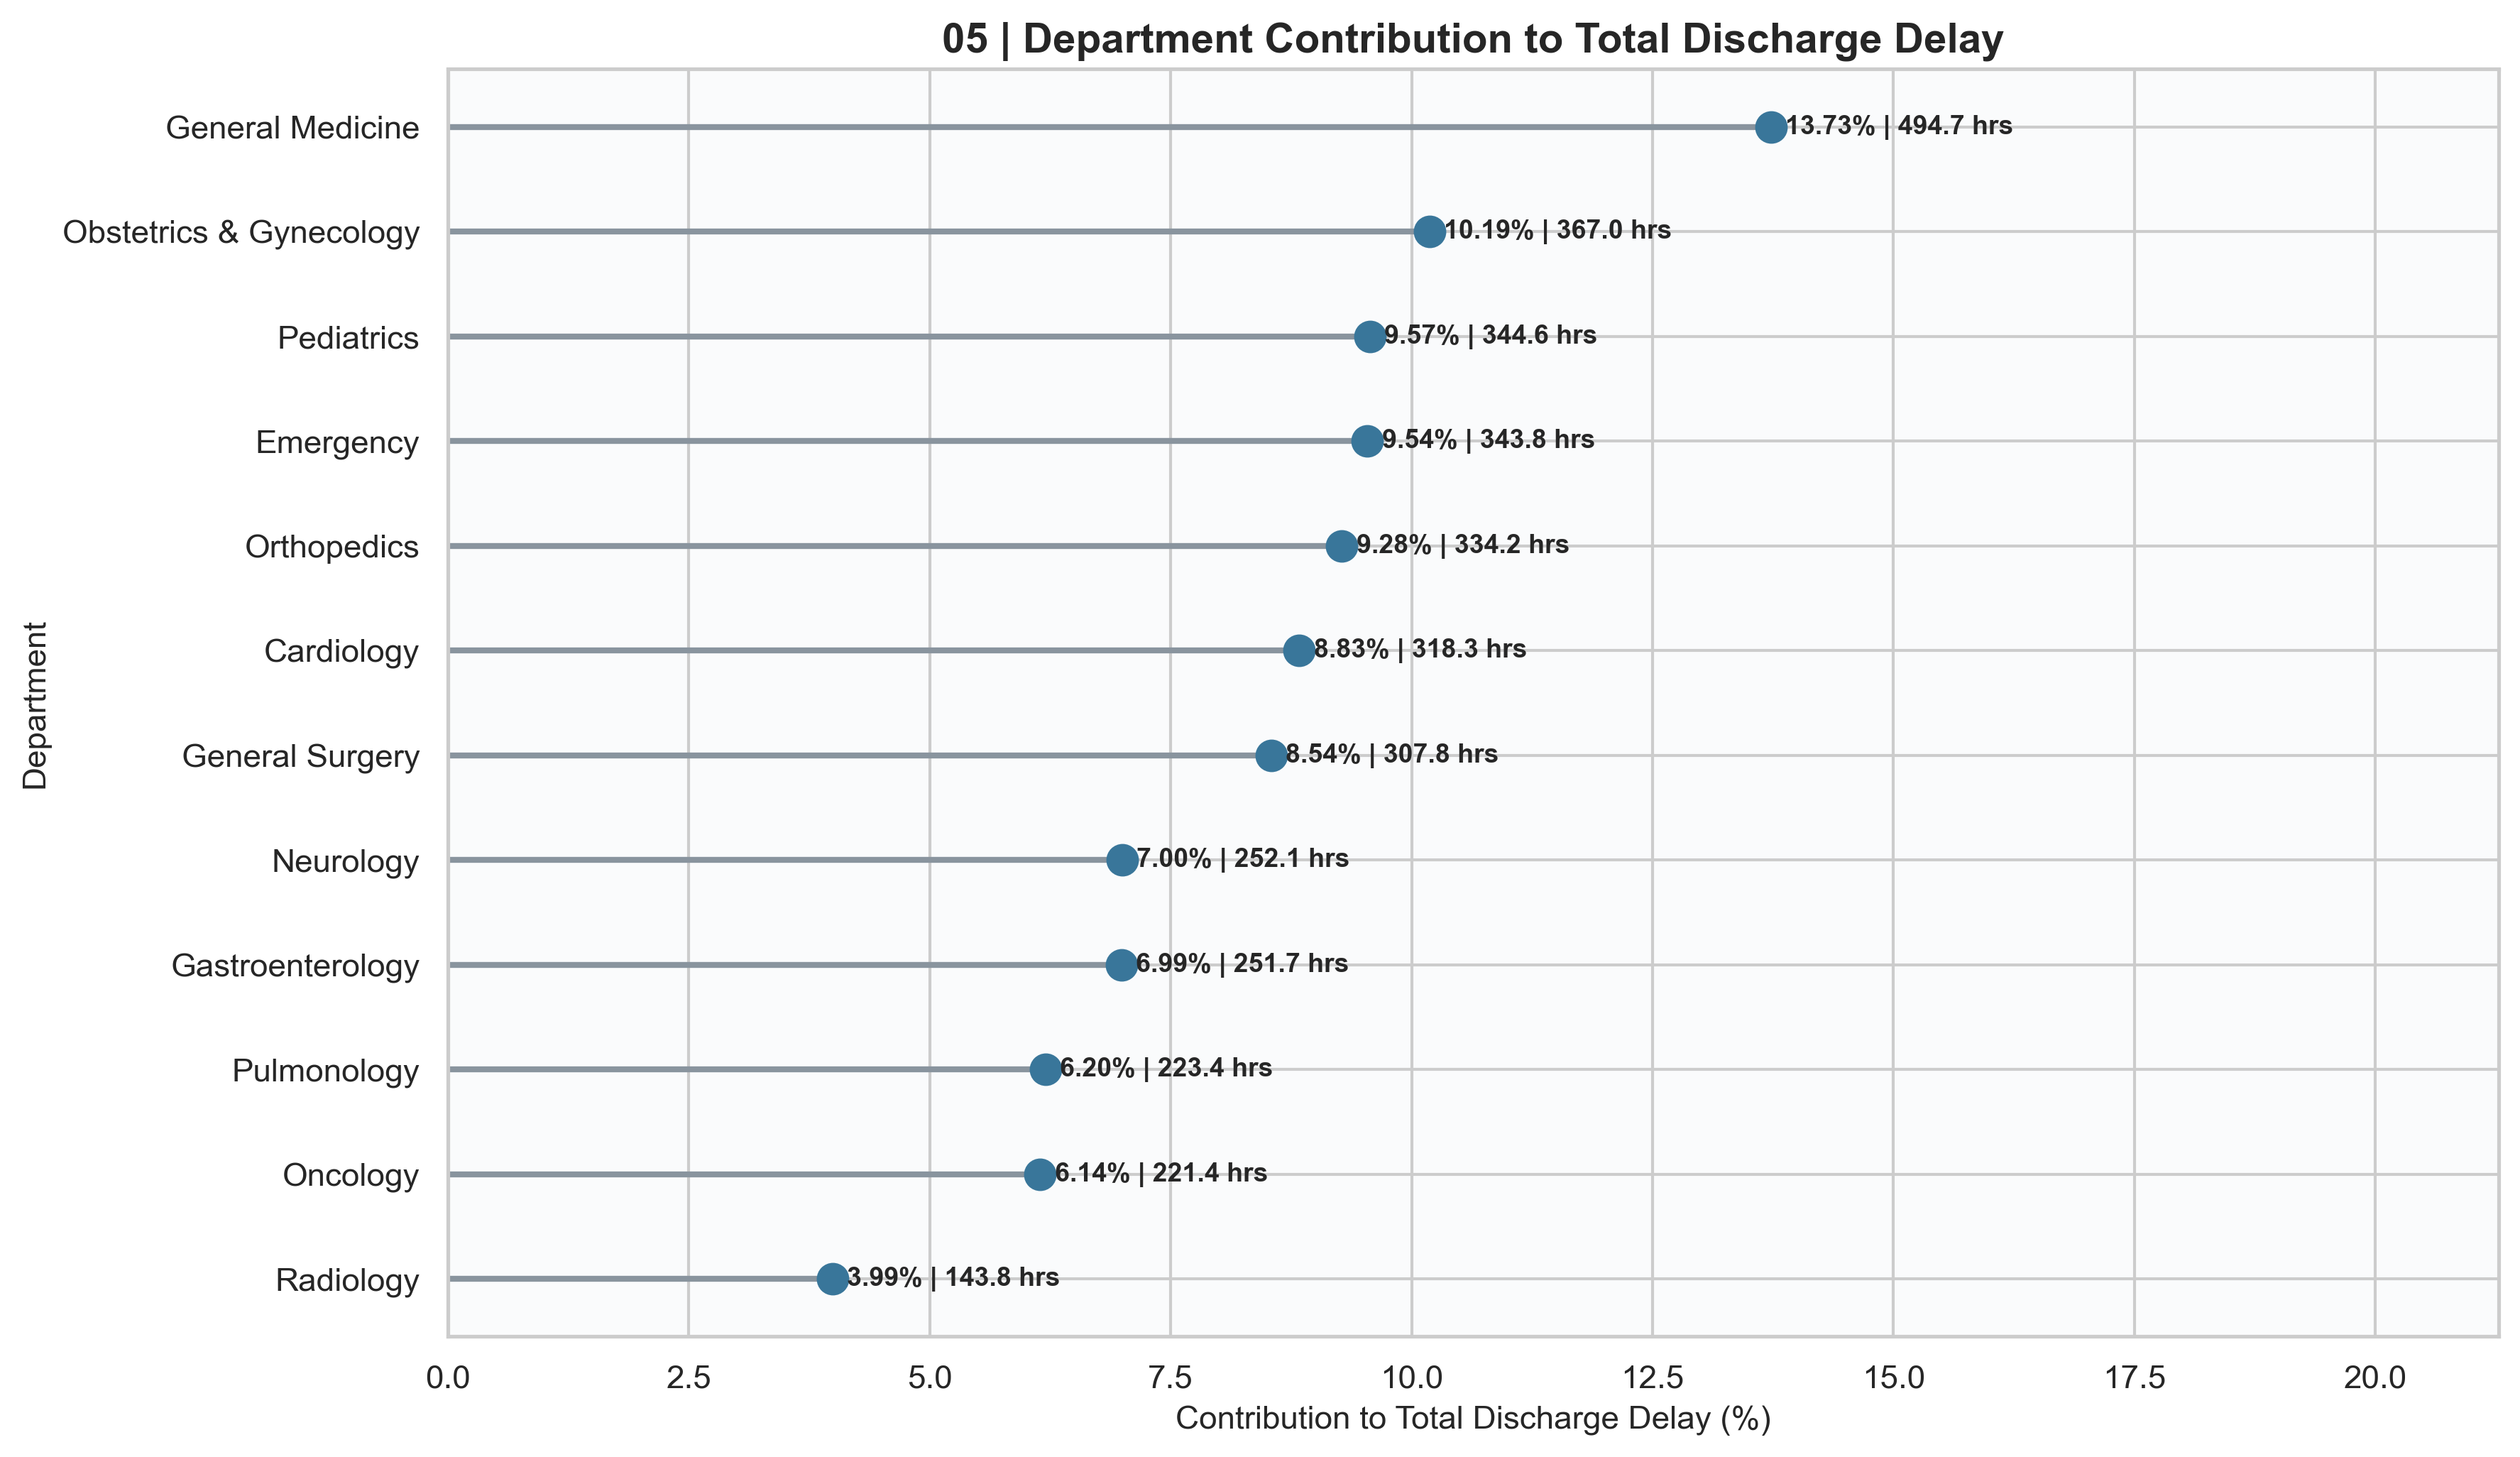 05 | Department Contribution to Total Discharge Delay
General Medicine 13.73% | 494.7 hrs
Obstetrics & Gynecology 10.19% | 367.0 hrs
Pediatrics 9.57% | 344.6 hrs
Emergency 9.54% | 343.8 hrs
Orthopedics 9.28% | 334.2 hrs
Cardiology 8.83% | 318.3 hrs
General Surgery 8.54% | 307.8 hrs
Neurology 7.00% | 252.1 hrs
Gastroenterology 6.99% | 251.7 hrs
Pulmonology 6.20% | 223.4 hrs
Oncology 6.14% | 221.4 hrs
Radiology 3.99% | 143.8 hrs
Department
0.0 2.5 5.0 7.5 10.0 12.5 15.0 17.5 20.0
Contribution to Total Discharge Delay (%)